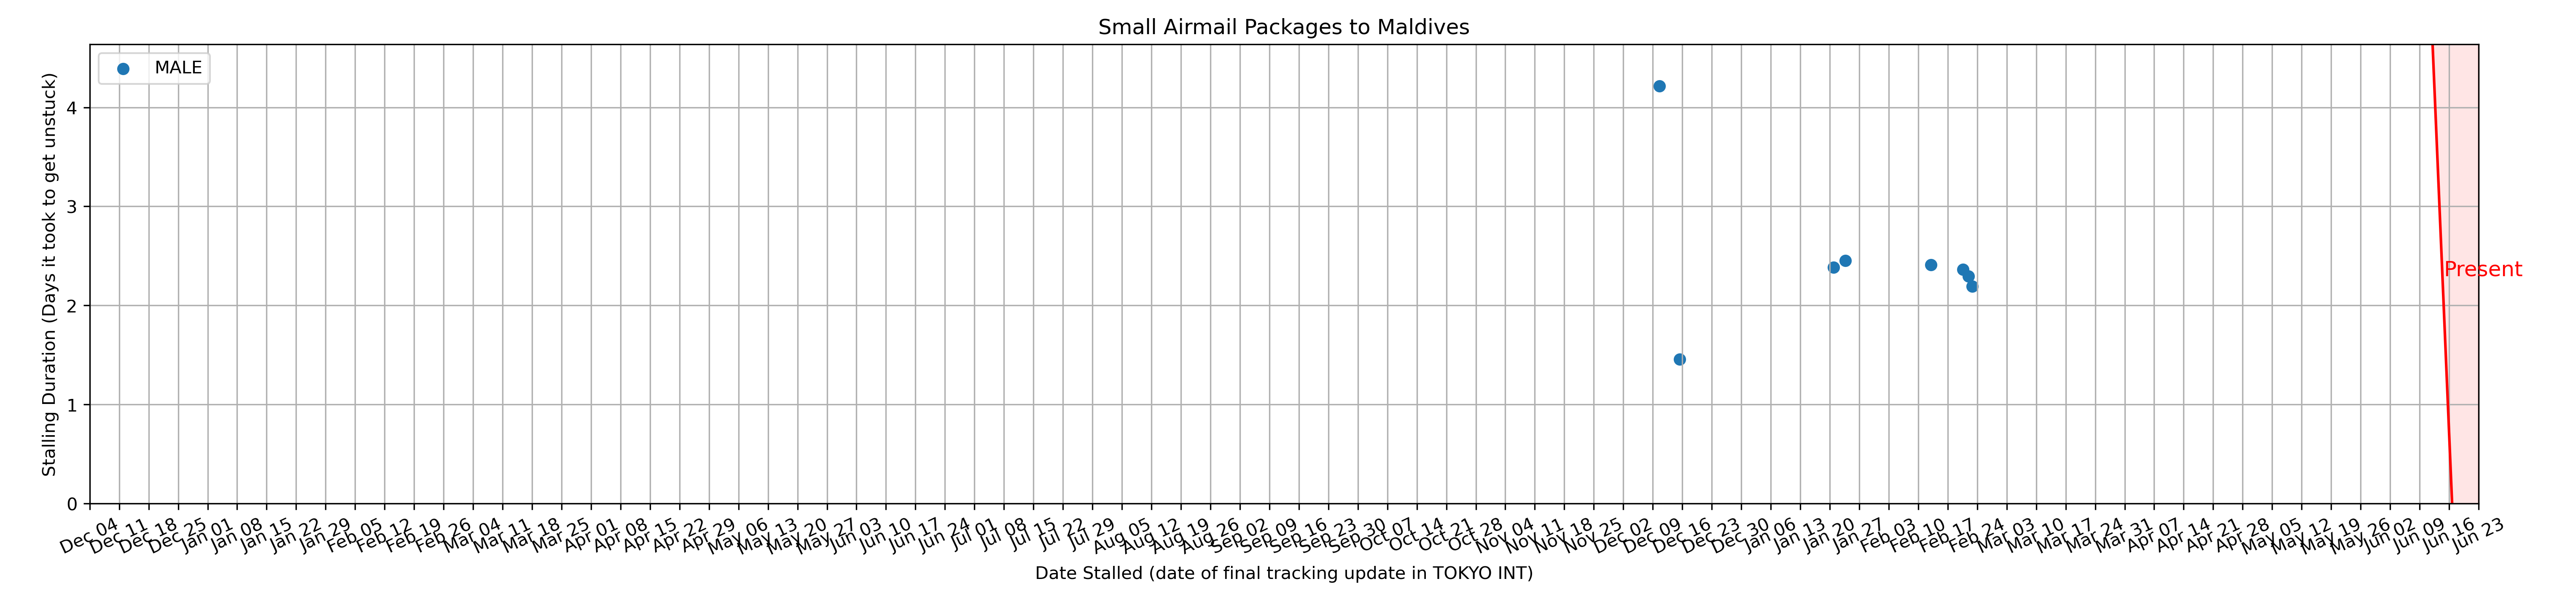 Small Airmail Packages to Maldives
MALE
Stalling Duration (Days it took to get unstuck)
4
3
2
1
0
Present
Dec 04 Dec 11 Dec 18 Dec 25 Jan 01 Jan 08 Jan 15 Jan 22 Jan 29 Feb 05 Feb 12 Feb 19 Feb 26 Mar 04 Mar 11 Mar 18 Mar 25 Apr 01 Apr 08 Apr 15 Apr 22 Apr 29 May 06 May 13 May 20 May 27 Jun 03 Jun 10 Jun 17 Jun 24 Jul 01 Jul 08 Jul 15 Jul 22 Jul 29 Aug 05 Aug 12 Aug 19 Aug 26 Sep 02 Sep 09 Sep 16 Sep 23 Sep 30 Oct 07 Oct 14 Oct 21 Oct 28 Nov 04 Nov 11 Nov 18 Nov 25 Dec 02 Dec 09 Dec 16 Dec 23 Dec 30 Jan 06 Jan 13 Jan 20 Jan 27 Feb 03 Feb 10 Feb 17 Feb 24 Mar 03 Mar 10 Mar 17 Mar 24 Mar 31 Apr 07 Apr 14 Apr 21 Apr 28 May 05 May 12 May 19 May 26 Jun 02 Jun 09 Jun 16 Jun 23
Date Stalled (date of final tracking update in TOKYO INT)